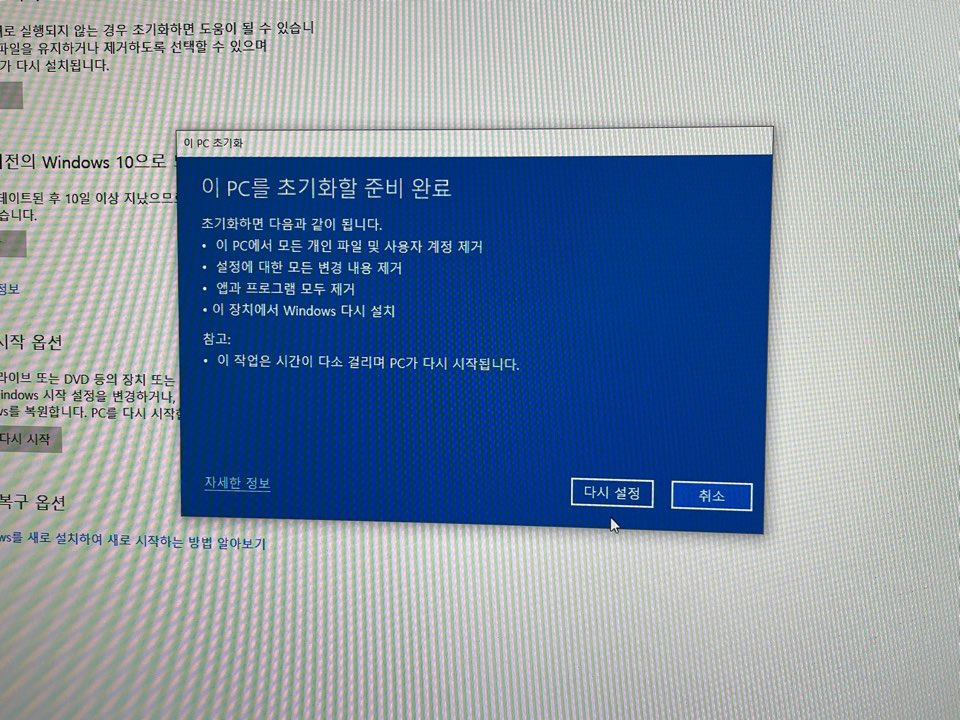 로 실행되지 않는 경우 초기화하면 도움이 될 수 있습니
파일을 유지하거나 제거하도록 선택할 수 있으며
가 다시 설치됩니다.
이 PC 초기화
전의 Windows 10으로
이 PC를 초기화할 준비 완료
데이트된 후 10일 이상 지났으므로
습니다.
초기화하면 다음과 같이 됩니다.
• 이 PC에서 모든 개인 파일 및 사용자 계정 제거
• 설정에 대한 모든 변경 내용 제거
• 앱과 프로그램 모두 제거
• 이 장치에서 Windows 다시 설치
정보
시작 옵션
참고:
• 이 작업은 시간이 다소 걸리며 PC가 다시 시작됩니다.
라이브 또는 DVD 등의 장치 또는
indows 시작 설정을 변경하거나,
ws를 복원합니다. PC를 다시 시작
다시 시작
복구 옵션
자세한 정보
다시 설정
취소
ws를 새로 설치하여 새로 시작하는 방법 알아보기